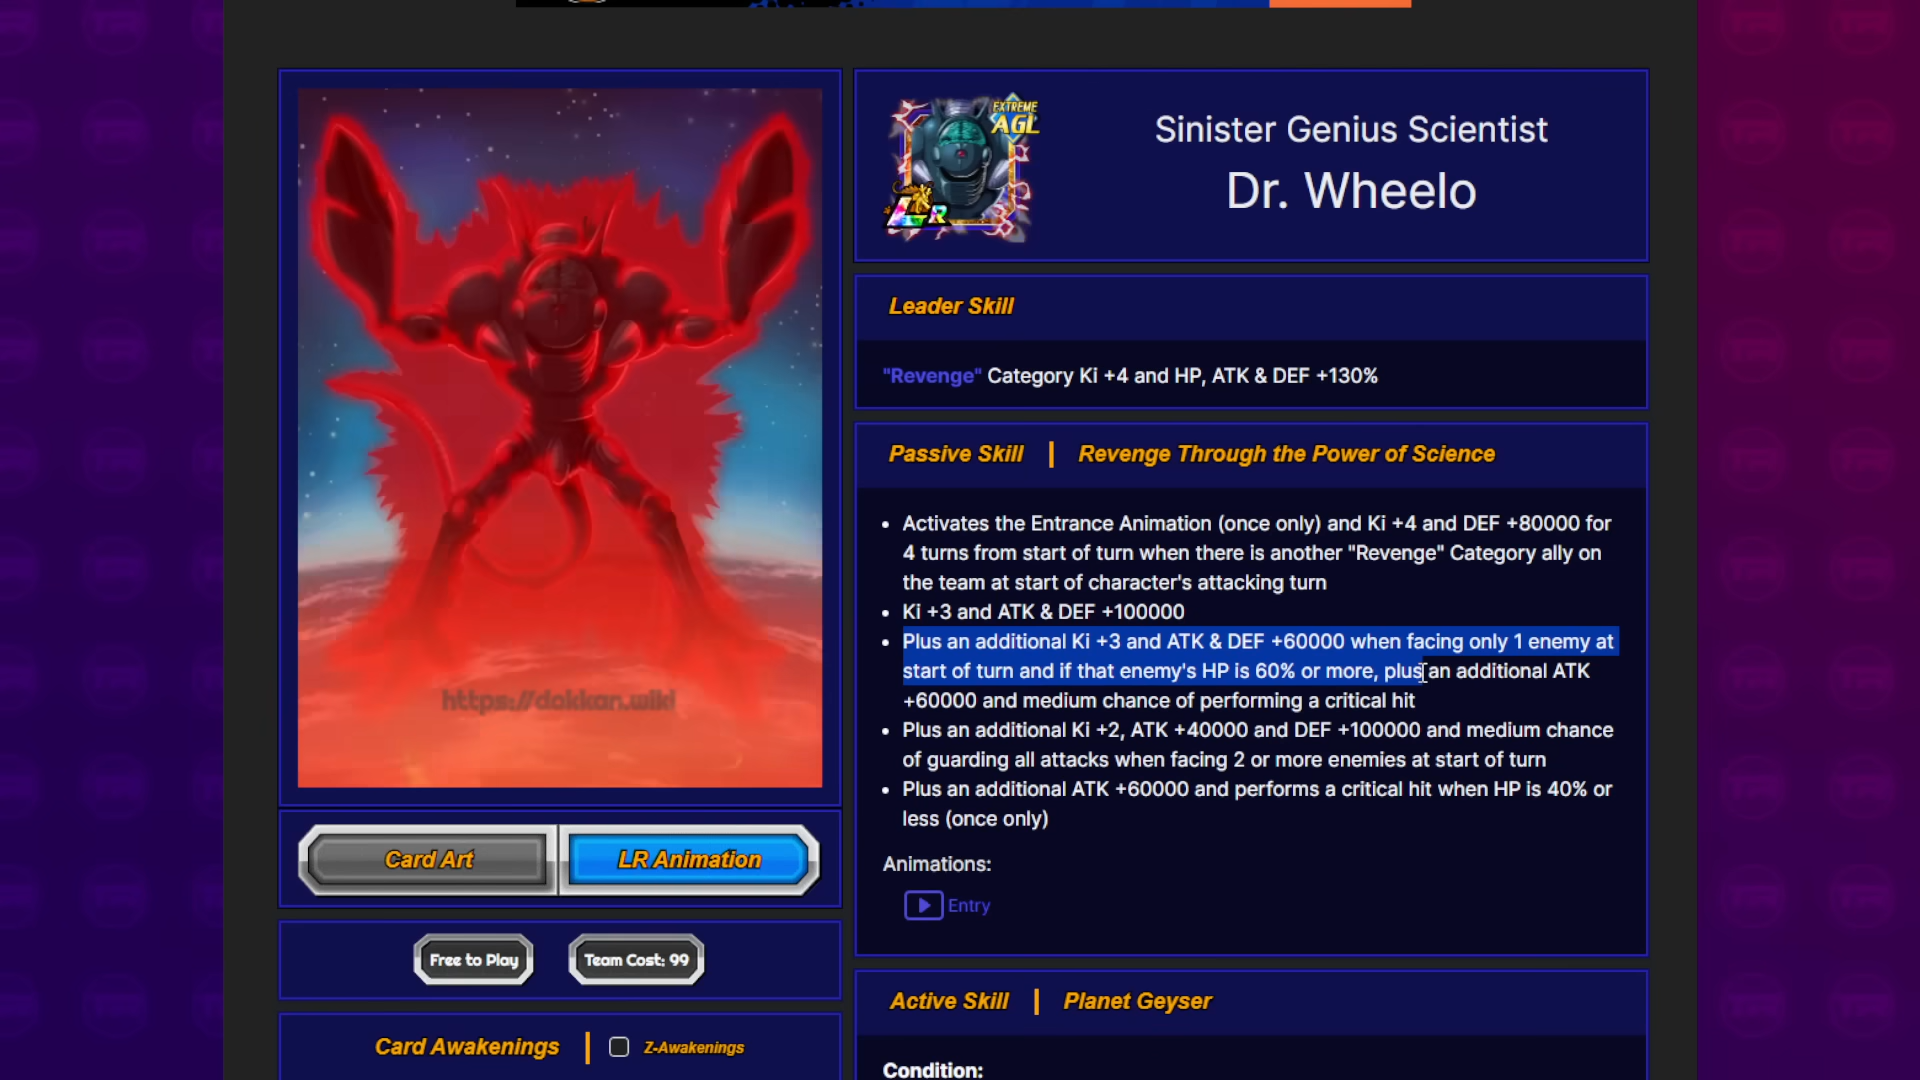 EXTREME
AGL
LR
Sinister Genius Scientist
Dr. Wheelo
Leader Skill
"Revenge" Category Ki +4 and HP, ATK & DEF +130%
Passive Skill | Revenge Through the Power of Science
• Activates the Entrance Animation (once only) and Ki +4 and DEF +80000 for
4 turns from start of turn when there is another "Revenge" Category ally on
the team at start of character's attacking turn
• Ki +3 and ATK & DEF +100000
• Plus an additional Ki +3 and ATK & DEF +60000 when facing only 1 enemy at
start of turn and if that enemy's HP is 60% or more, plus an additional ATK
+60000 and medium chance of performing a critical hit
• Plus an additional Ki +2, ATK +40000 and DEF +100000 and medium chance
of guarding all attacks when facing 2 or more enemies at start of turn
• Plus an additional ATK +60000 and performs a critical hit when HP is 40% or
less (once only)
Animations:
Entry
Active Skill | Planet Geyser
Condition:
https://dokkan.wiki
Card Art
LR Animation
Free to Play
Team Cost: 99
Card Awakenings | Z-Awakenings